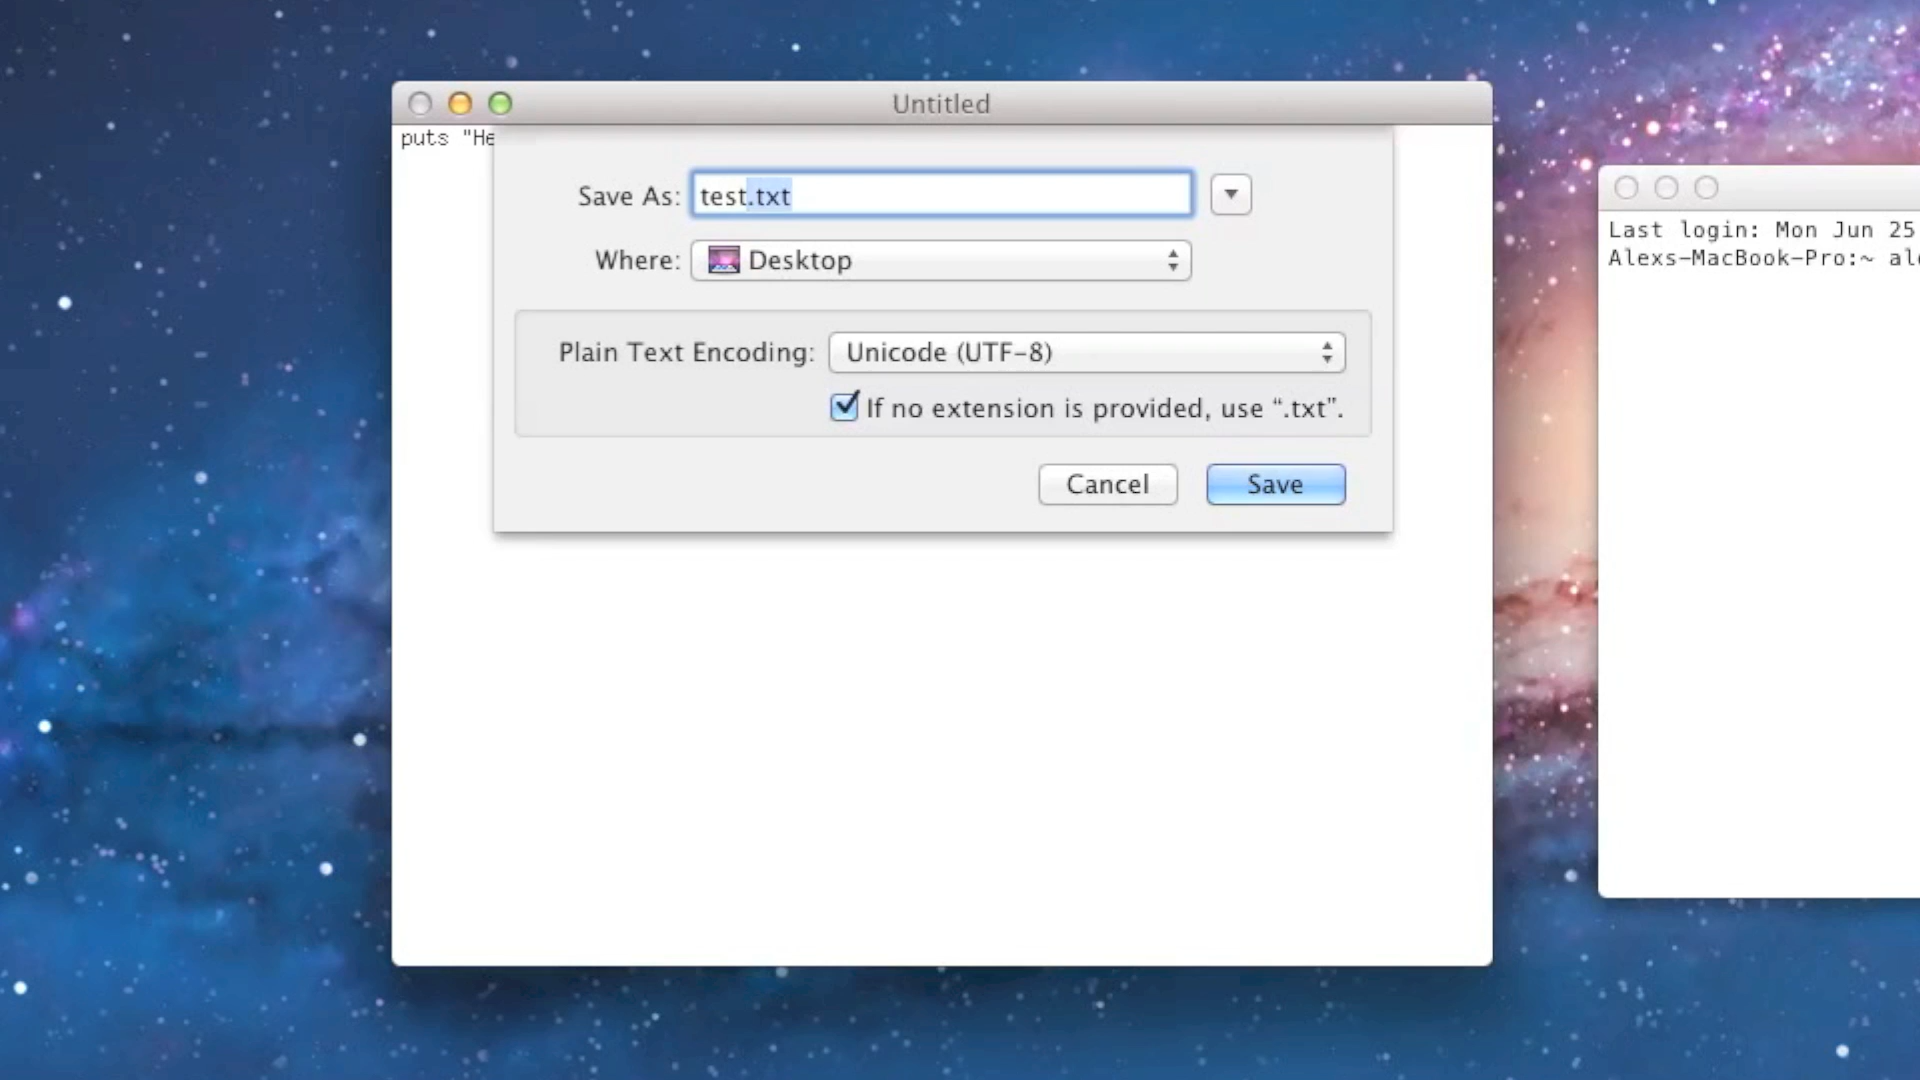 Untitled
puts "He
Save As: test.txt
Where: Desktop
Plain Text Encoding: Unicode (UTF-8)
If no extension is provided, use “.txt”.
Cancel Save
Last login: Mon Jun 25
Alexs-MacBook-Pro:~ al